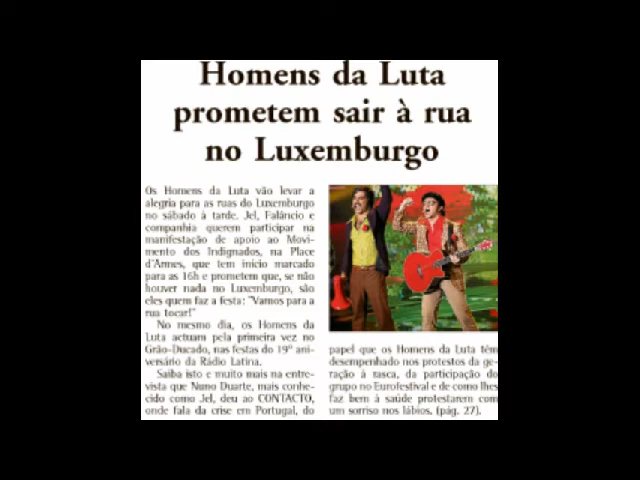 Homens da Luta
prometem sair à rua
no Luxemburgo
Os Homens da Luta vão levar a
alegria para as ruas do Luxemburgo
no sábado à tarde. Jel, Falâncio e
companhia querem participar na
manifestação de apoio ao Movi-
mento dos Indignados, na Place
d'Armes, que tem início marcado
para as 16h e prometem que, se não
houver nada no Luxemburgo, são
eles quem faz a festa: "Vamos para a
rua tocar!"
No mesmo dia, os Homens da
Luta actuam pela primeira vez no
Grão-Ducado, nas festas do 19º ani-
versário da Rádio Latina.
Saiba isto e muito mais na entre-
vista que Nuno Duarte, mais conhe-
cido como Jel, deu ao CONTACTO,
onde fala da crise em Portugal, do
papel que os Homens da Luta têm
desempenhado nos protestos da ge-
ração à rasca, da participação do
grupo no Eurofestival e de como lhes
faz bem à saúde protestarem com
um sorriso nos lábios. (pág. 27).